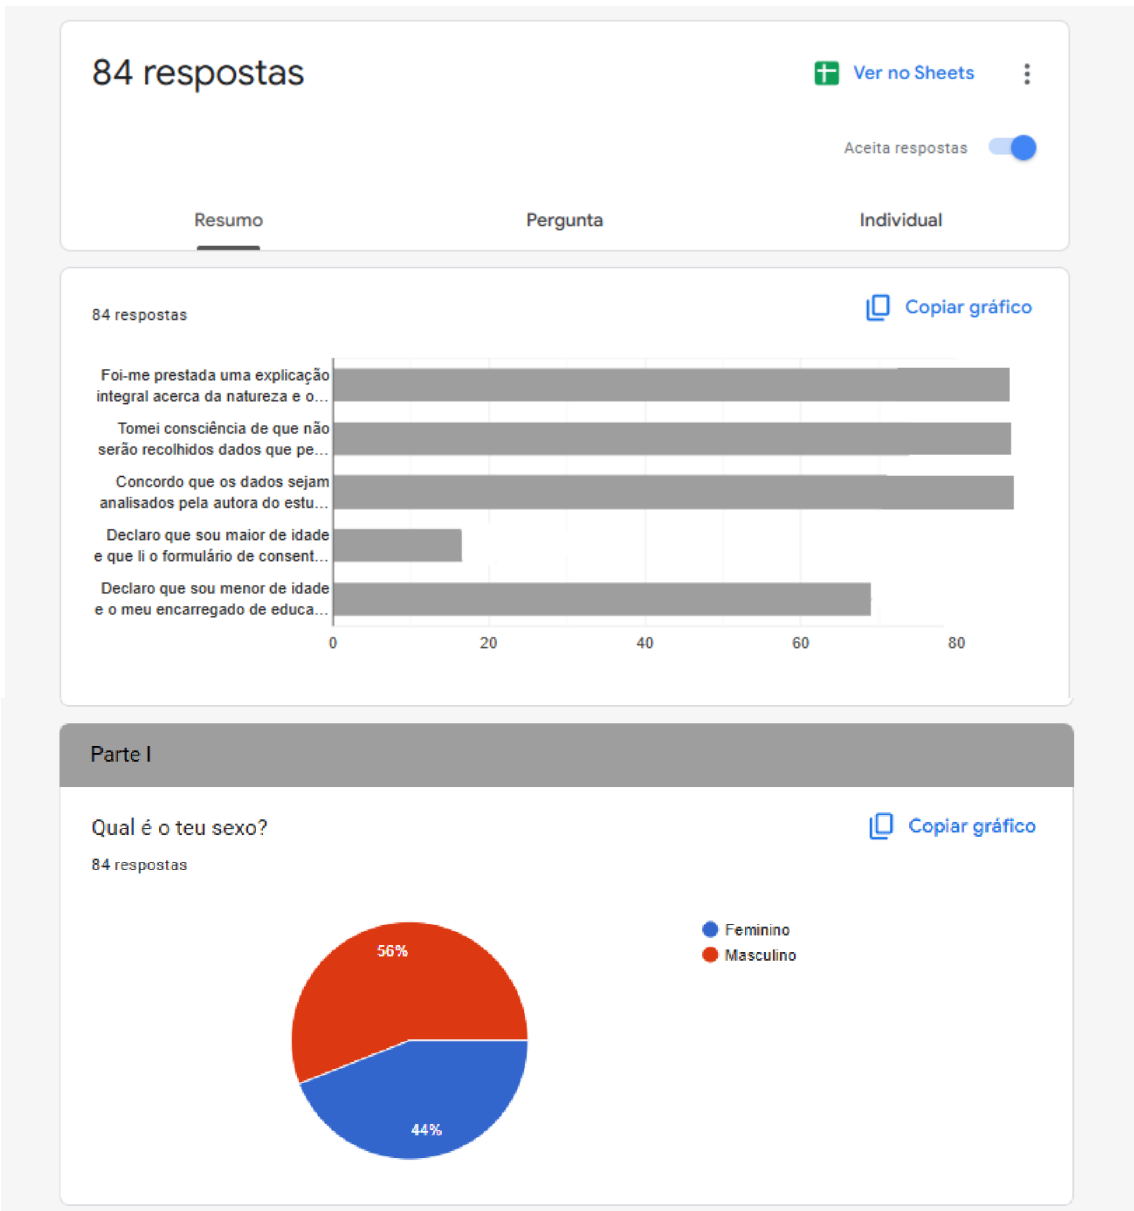 84 respostas
Ver no Sheets
Aceita respostas
Resumo
Pergunta
Individual
84 respostas
Copiar gráfico
Foi-me prestada uma explicação
integral acerca da natureza e o...
Tomei consciência de que não
serão recolhidos dados que pe...
Concordo que os dados sejam
analisados pela autora do estu...
Declaro que sou maior de idade
e que li o formulário de consent...
Declaro que sou menor de idade
e o meu encarregado de educa...
0 20 40 60 80
Parte I
Qual é o teu sexo?
Copiar gráfico
84 respostas
Feminino
Masculino
56%
44%